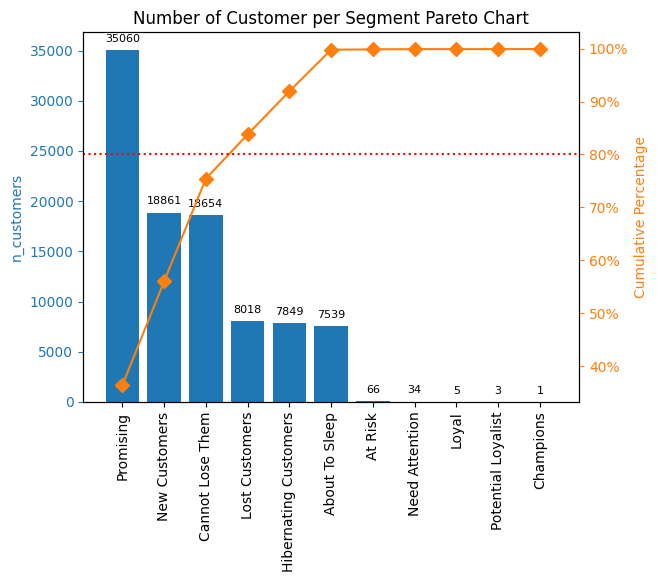 Number of Customer per Segment Pareto Chart
35060
35000
30000
25000
20000
15000
10000
5000
0
n_customers
18861
18654
8018
7849
7539
66
34
5
3
1
100%
90%
80%
70%
60%
50%
40%
Cumulative Percentage
Promising
New Customers
Cannot Lose Them
Lost Customers
Hibernating Customers
About To Sleep
At Risk
Need Attention
Loyal
Potential Loyalist
Champions